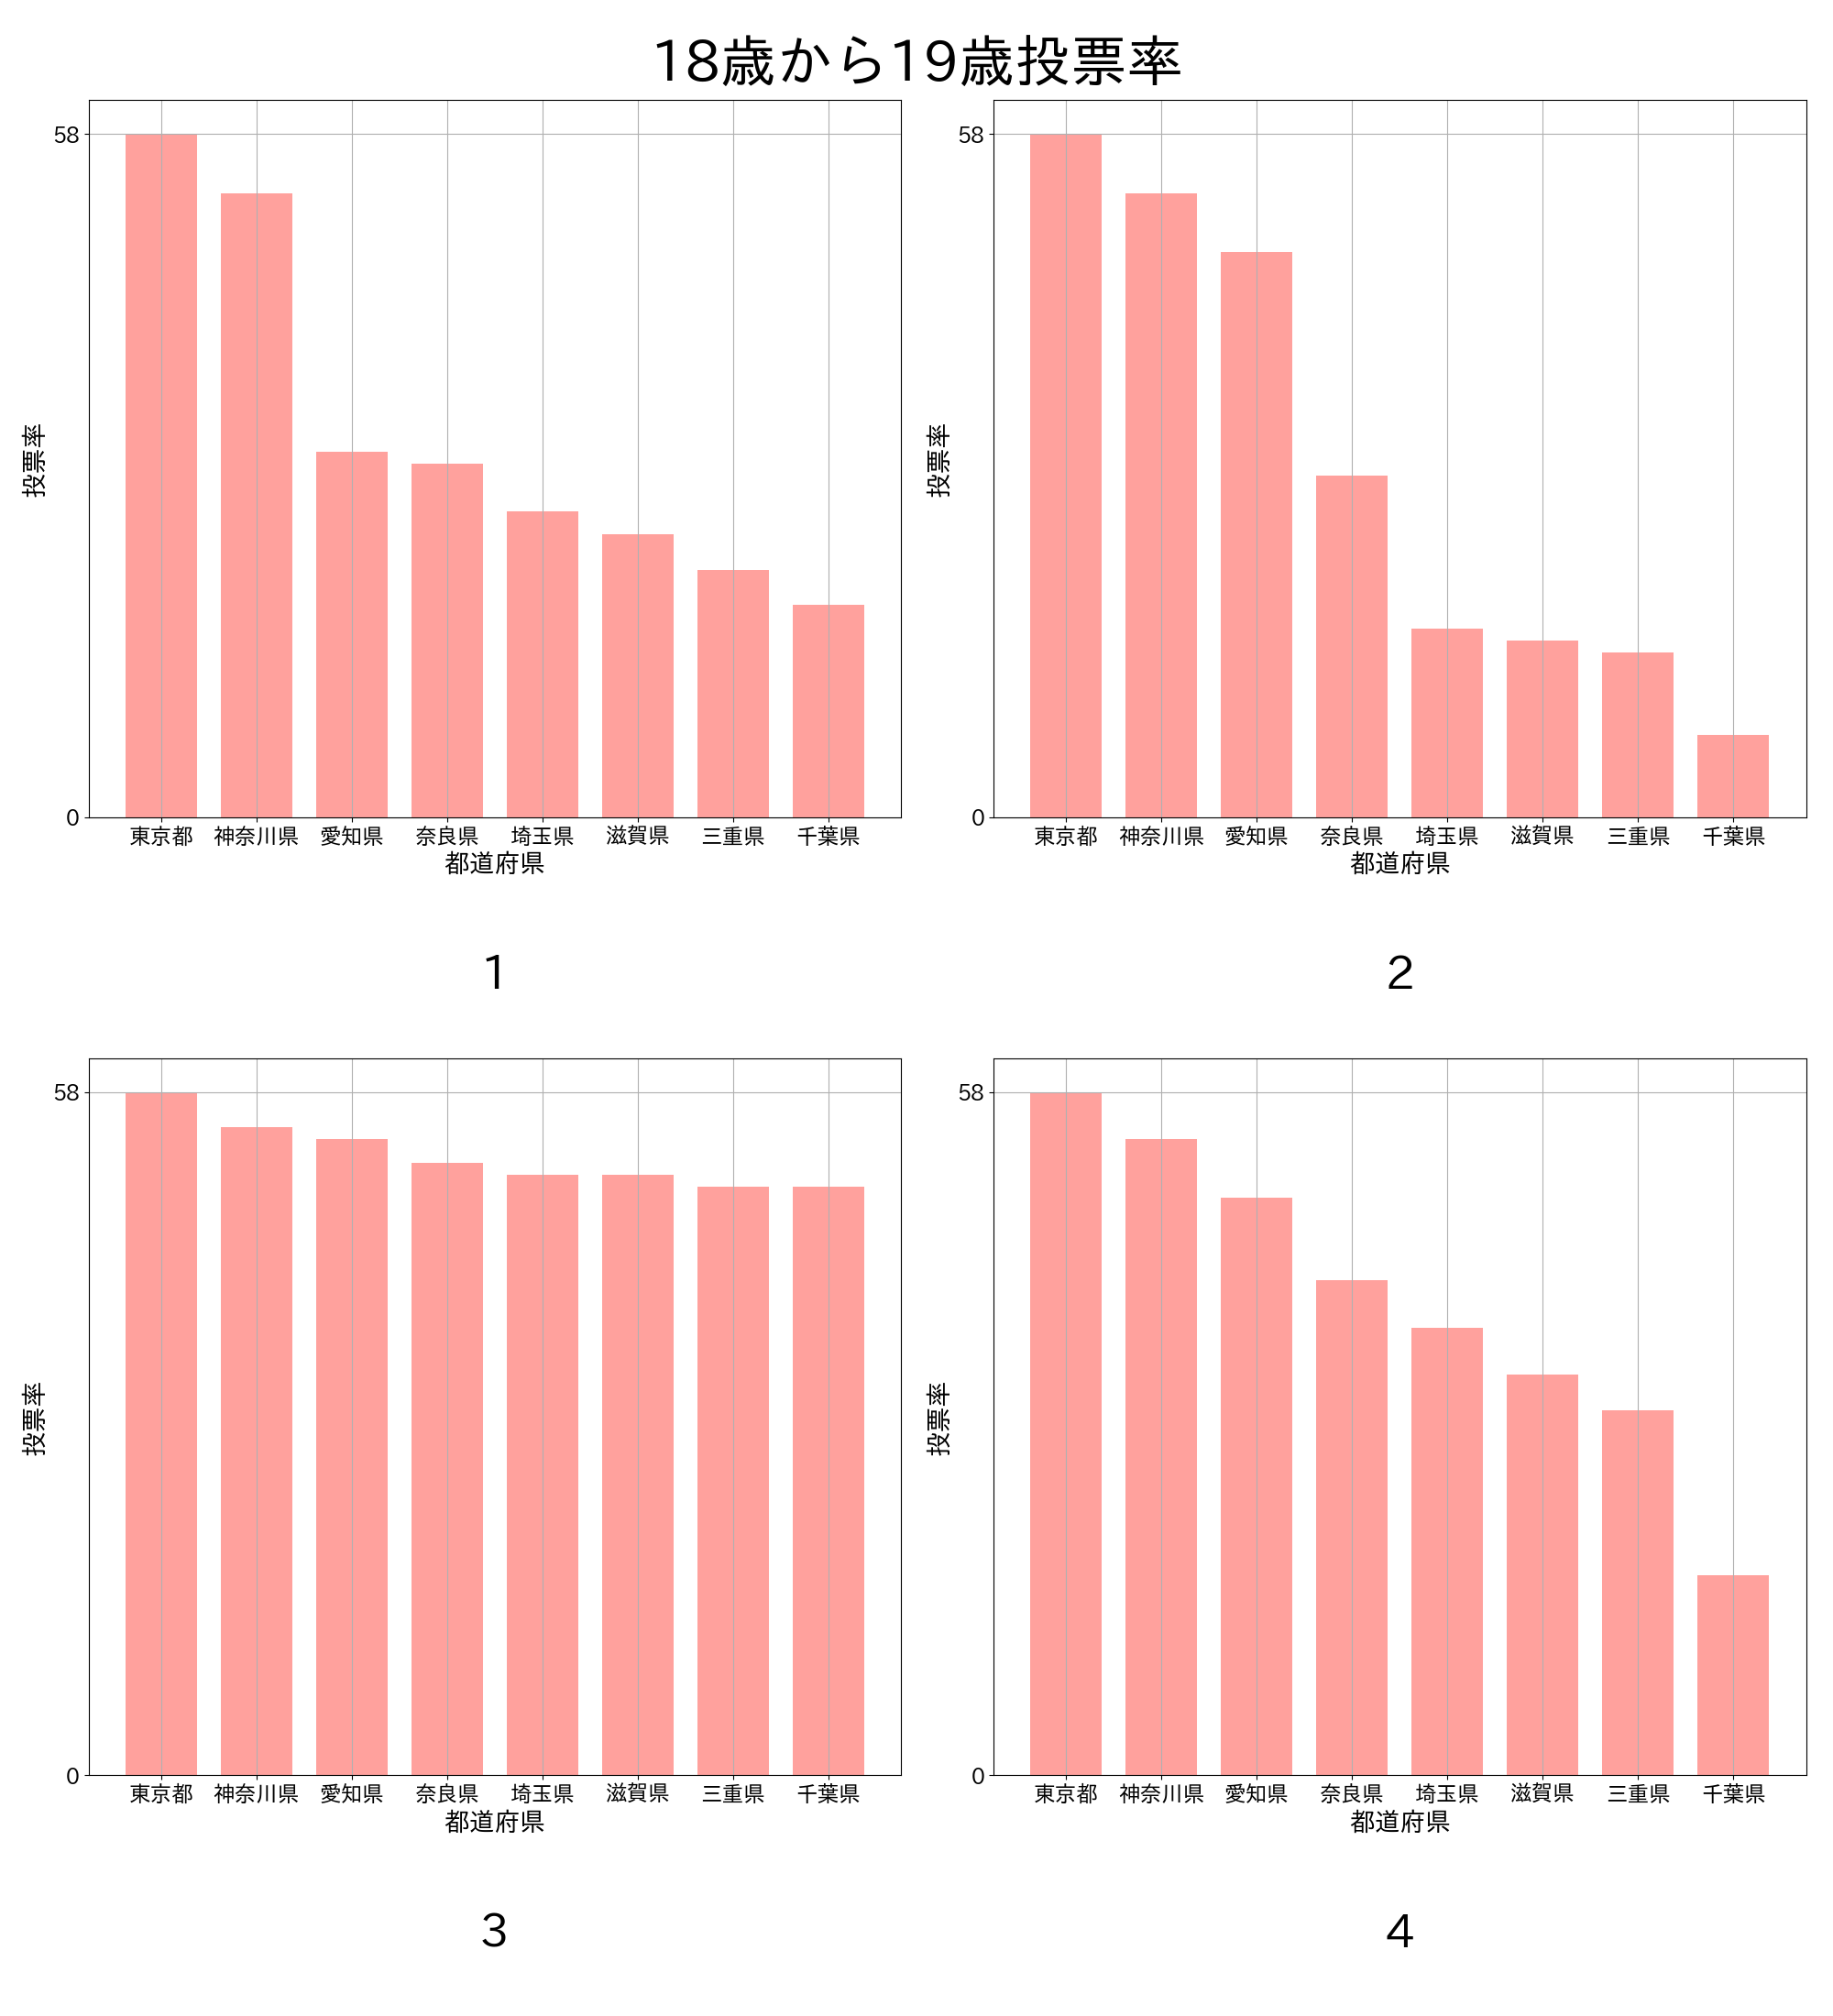 18歳から19歳投票率
58
0
投票率
東京都 神奈川県 愛知県 奈良県 埼玉県 滋賀県 三重県 千葉県
都道府県
1
58
0
投票率
東京都 神奈川県 愛知県 奈良県 埼玉県 滋賀県 三重県 千葉県
都道府県
2
58
0
投票率
東京都 神奈川県 愛知県 奈良県 埼玉県 滋賀県 三重県 千葉県
都道府県
3
58
0
投票率
東京都 神奈川県 愛知県 奈良県 埼玉県 滋賀県 三重県 千葉県
都道府県
4